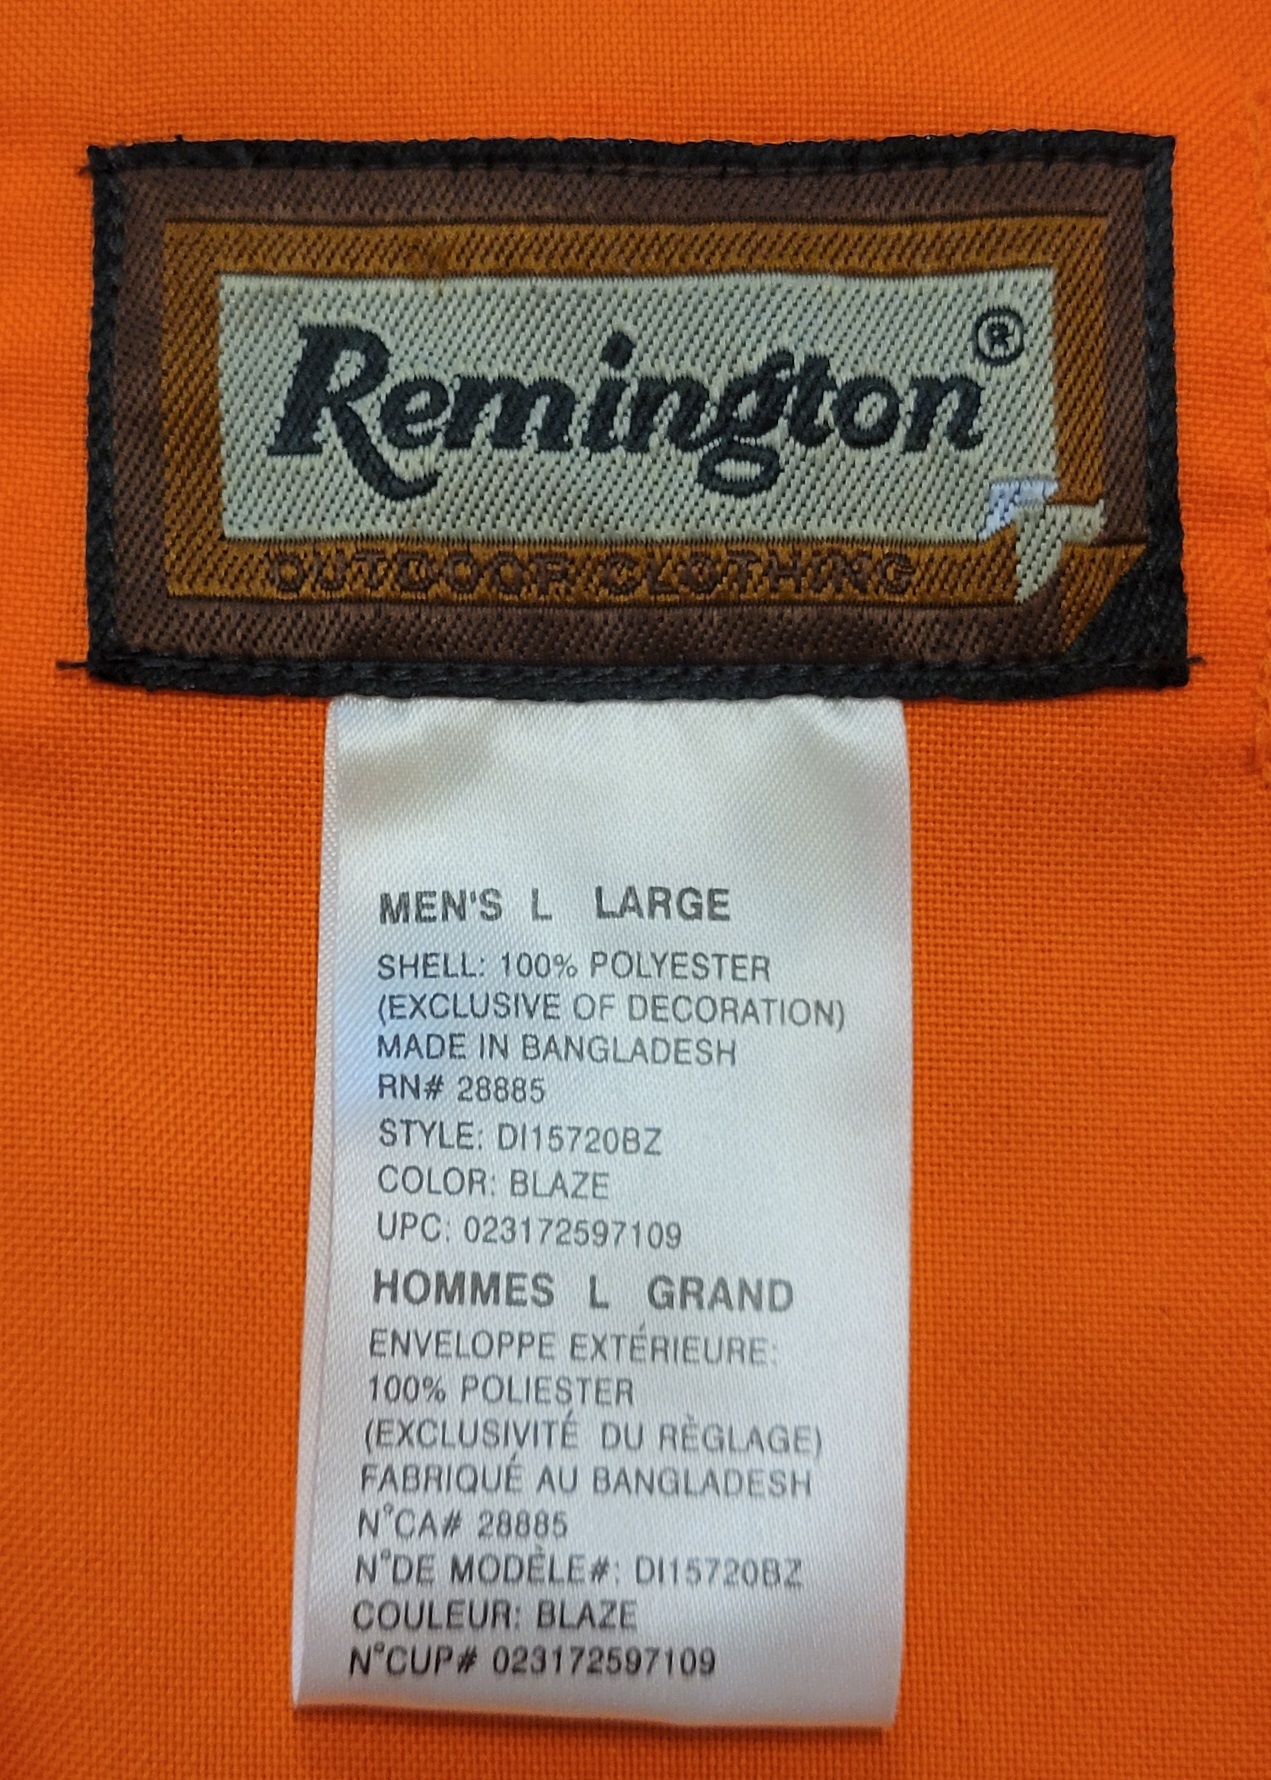 Remington®
OUTDOOR CLOTHING
MEN'S L LARGE
SHELL: 100% POLYESTER
(EXCLUSIVE OF DECORATION)
MADE IN BANGLADESH
RN# 28885
STYLE: DI15720BZ
COLOR: BLAZE
UPC: 023172597109
HOMMES L GRAND
ENVELOPPE EXTÉRIEURE:
100% POLIESTER
(EXCLUSIVITÉ DU RÈGLAGE)
FABRIQUÉ AU BANGLADESH
N°CA# 28885
N°DE MODÈLE#: DI15720BZ
COULEUR: BLAZE
N°CUP# 023172597109